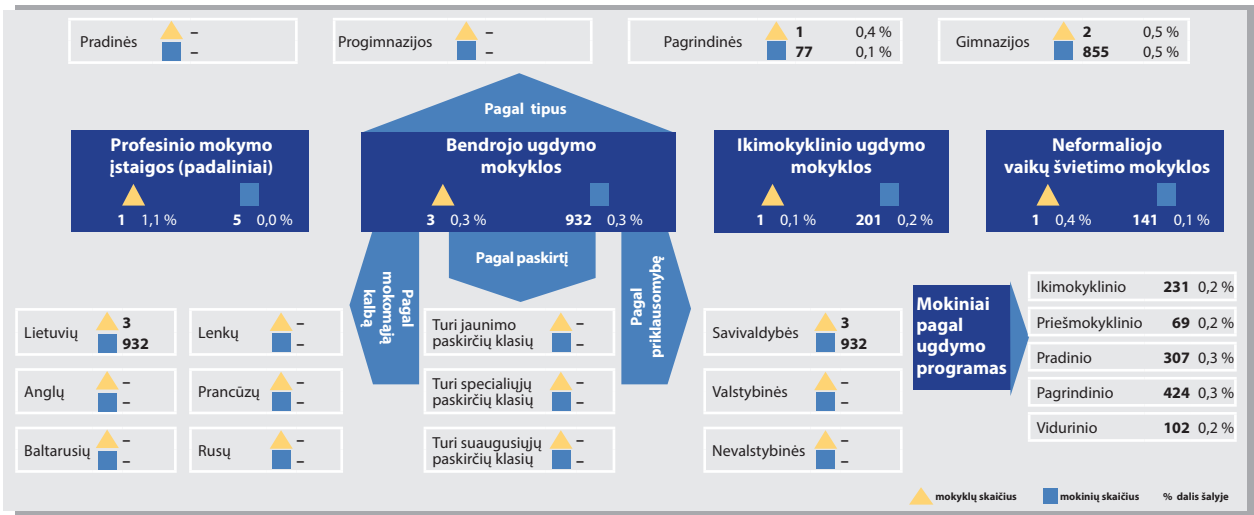 Pradinės – –
Progimnazijos – –
Pagrindinės 1 0,4 % 77 0,1 %
Gimnazijos 2 0,5 % 855 0,5 %
Pagal tipus
Profesinio mokymo
įstaigos (padaliniai)
1 1,1 % 5 0,0 %
Bendrojo ugdymo
mokyklos
3 0,3 % 932 0,3 %
Ikimokyklinio ugdymo
mokyklos
1 0,1 % 201 0,2 %
Neformaliojo
vaikų švietimo mokyklos
1 0,4 % 141 0,1 %
Pagal
mokomąją
kalbą
Pagal paskirtį
Pagal
priklausomybę
Lietuvių 3
932
Lenkų –
–
Anglų –
–
Prancūzų –
–
Baltarusių –
–
Rusų –
–
Turi jaunimo –
paskirčių klasių –
Turi specialiųjų –
paskirčių klasių –
Turi suaugusiųjų –
paskirčių klasių –
Savivaldybės 3
932
Valstybinės –
–
Nevalstybinės –
–
Mokiniai
pagal
ugdymo
programas
Ikimokyklinio 231 0,2 %
Priešmokyklinio 69 0,2 %
Pradinio 307 0,3 %
Pagrindinio 424 0,3 %
Vidurinio 102 0,2 %
mokyklų skaičius mokinių skaičius % dalis šalyje